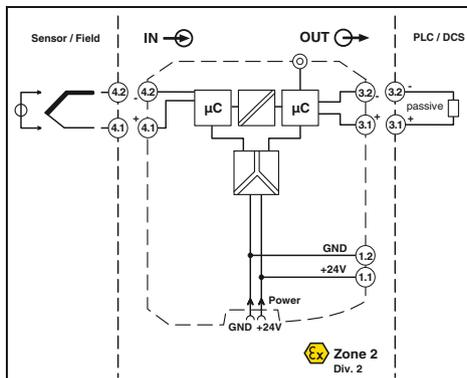 Sensor / Field
IN
OUT
PLC / DCS
4.2
-
4.2
µC
µC
3.2
-
3.2
-
passive
4.1
+
4.1
3.1
+
3.1
+
GND
1.2
+24V
1.1
Power
GND +24V
Ex
Zone 2
Div. 2